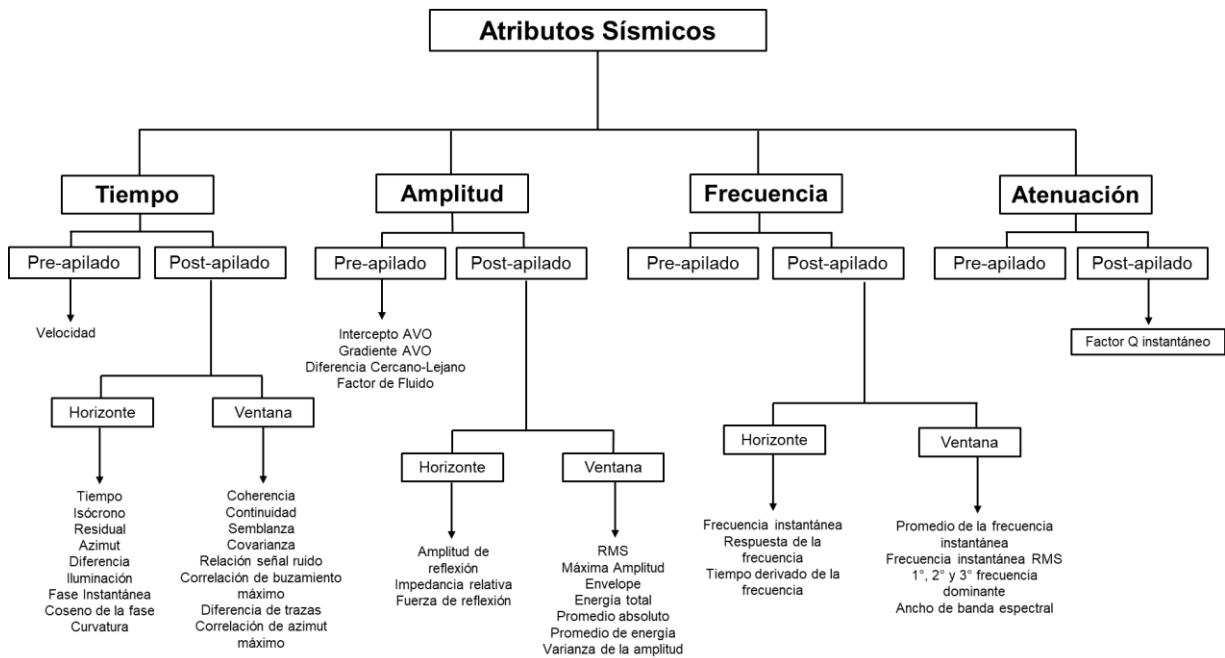 Atributos Sísmicos
Tiempo
Amplitud
Frecuencia
Atenuación
Pre-apilado
Post-apilado
Pre-apilado
Post-apilado
Pre-apilado
Post-apilado
Pre-apilado
Post-apilado
Velocidad
Intercepto AVO
Gradiente AVO
Diferencia Cercano-Lejano
Factor de Fluido
Factor Q instantáneo
Horizonte
Ventana
Horizonte
Ventana
Horizonte
Ventana
Tiempo
Isócrono
Residual
Azimut
Diferencia
Iluminación
Fase Instantánea
Coseno de la fase
Curvatura
Coherencia
Continuidad
Semblanza
Covarianza
Relación señal ruido
Correlación de buzamiento
máximo
Diferencia de trazas
Correlación de azimut
máximo
Amplitud de
reflexión
Impedancia relativa
Fuerza de reflexión
RMS
Máxima Amplitud
Envelope
Energía total
Promedio absoluto
Promedio de energía
Varianza de la amplitud
Frecuencia instantánea
Respuesta de la
frecuencia
Tiempo derivado de la
frecuencia
Promedio de la frecuencia
instantánea
Frecuencia instantánea RMS
1°, 2° y 3° frecuencia
dominante
Ancho de banda espectral